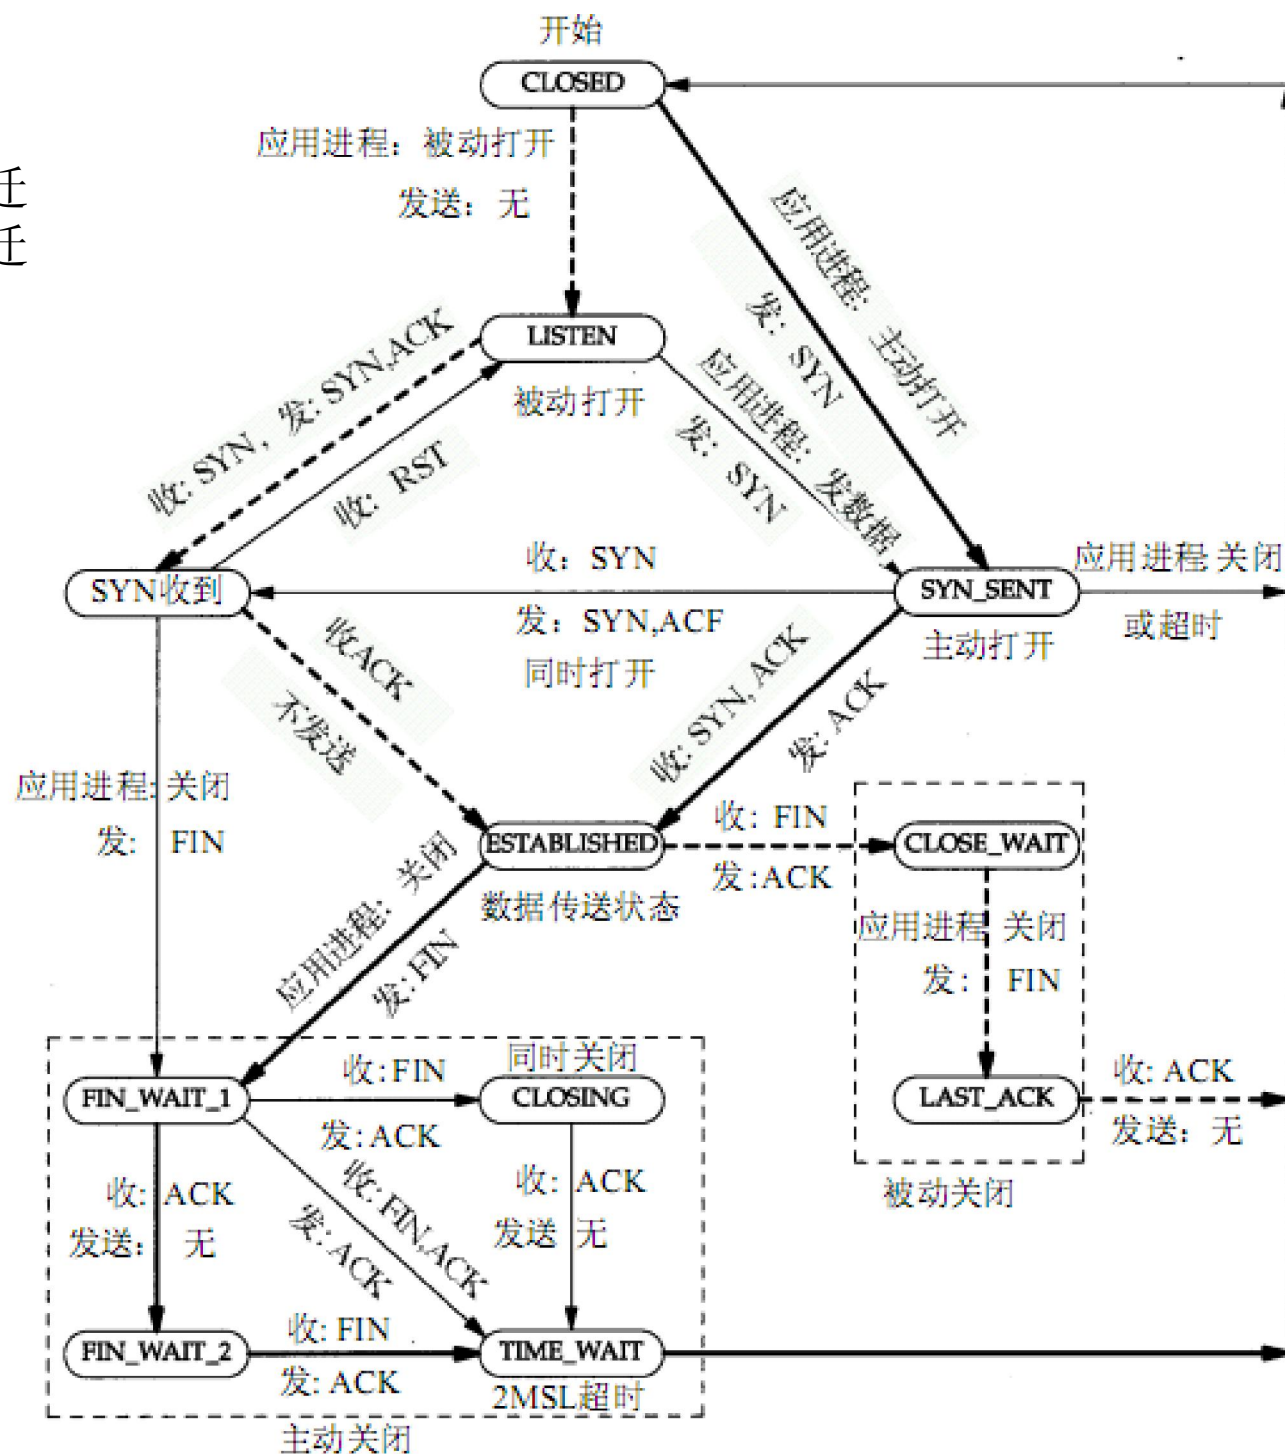 开始
CLOSED
应用进程：被动打开
发送：无
迁
迁
应用进程：主动打开
发：SYN
LISTEN
被动打开
收：SYN，发：SYN,ACK
收：RST
应用进程：发数据
发：SYN
收：SYN
发：SYN,ACF
同时打开
SYN收到
SYN_SENT
主动打开
应用进程 关闭
或超时
收ACK
不发送
收：SYN, ACK
发：ACK
应用进程：关闭
发： FIN
ESTABLISHED
数据传送状态
收：FIN
发:ACK
CLOSE_WAIT
应用进程 关闭
发： FIN
应用进程：关闭
发：FIN
FIN_WAIT_1
收:FIN
发:ACK
同时关闭
CLOSING
LAST_ACK
收: ACK
发送：无
被动关闭
收: ACK
发送： 无
收：FIN,ACK
发：ACK
收: ACK
发送 无
FIN_WAIT_2
收: FIN
发: ACK
TIME_WAIT
2MSL超时
主动关闭